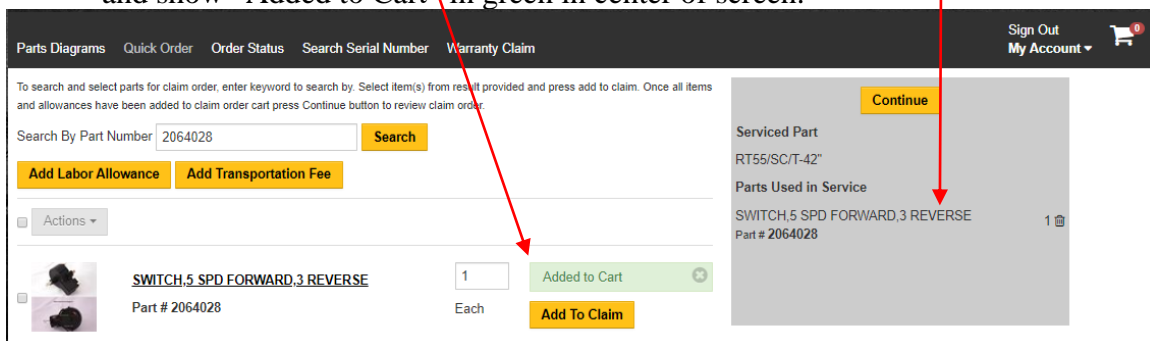 and show "Added to Cart" in green in center of screen.
Parts Diagrams Quick Order Order Status Search Serial Number Warranty Claim
Sign Out
My Account
0
To search and select parts for claim order, enter keyword to search by. Select item(s) from result provided and press add to claim. Once all items
and allowances have been added to claim order cart press Continue button to review claim order.
Search By Part Number 2064028 Search
Add Labor Allowance Add Transportation Fee
Actions
SWITCH,5 SPD FORWARD,3 REVERSE
Part # 2064028
1
Each
Added to Cart
Add To Claim
Continue
Serviced Part
RT55/SC/T-42"
Parts Used in Service
SWITCH,5 SPD FORWARD,3 REVERSE 1
Part # 2064028